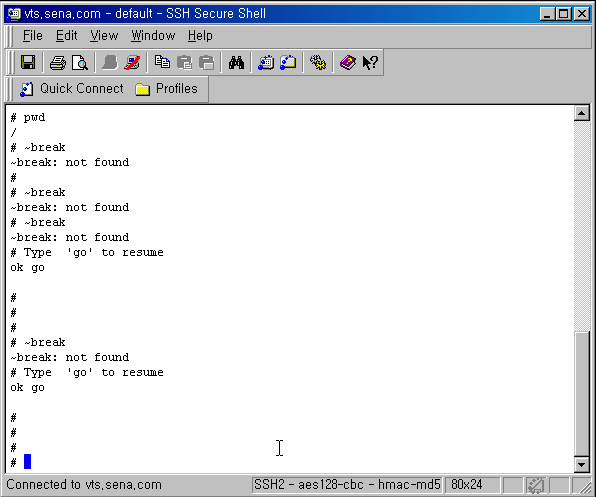 vts.sena.com - default - SSH Secure Shell
File Edit View Window Help
Quick Connect Profiles
# pwd
/
# ~break
~break: not found
#
# ~break
~break: not found
# ~break
~break: not found
# Type  'go' to resume
ok go
#
#
#
# ~break
~break: not found
# Type  'go' to resume
ok go
#
#
#
#
Connected to vts.sena.com SSH2 - aes128-cbc - hmac-md5 80x24